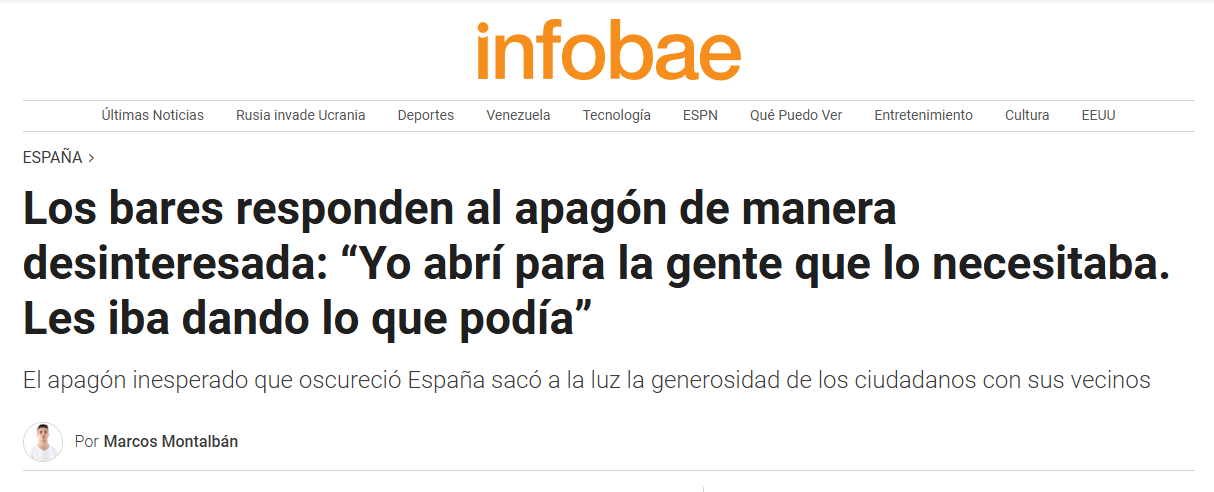 infobae
Últimas Noticias Rusia invade Ucrania Deportes Venezuela Tecnología ESPN Qué Puedo Ver Entretenimiento Cultura EEUU
ESPAÑA >
Los bares responden al apagón de manera
desinteresada: “Yo abrí para la gente que lo necesitaba.
Les iba dando lo que podía”
El apagón inesperado que oscureció España sacó a la luz la generosidad de los ciudadanos con sus vecinos
Por Marcos Montalbán